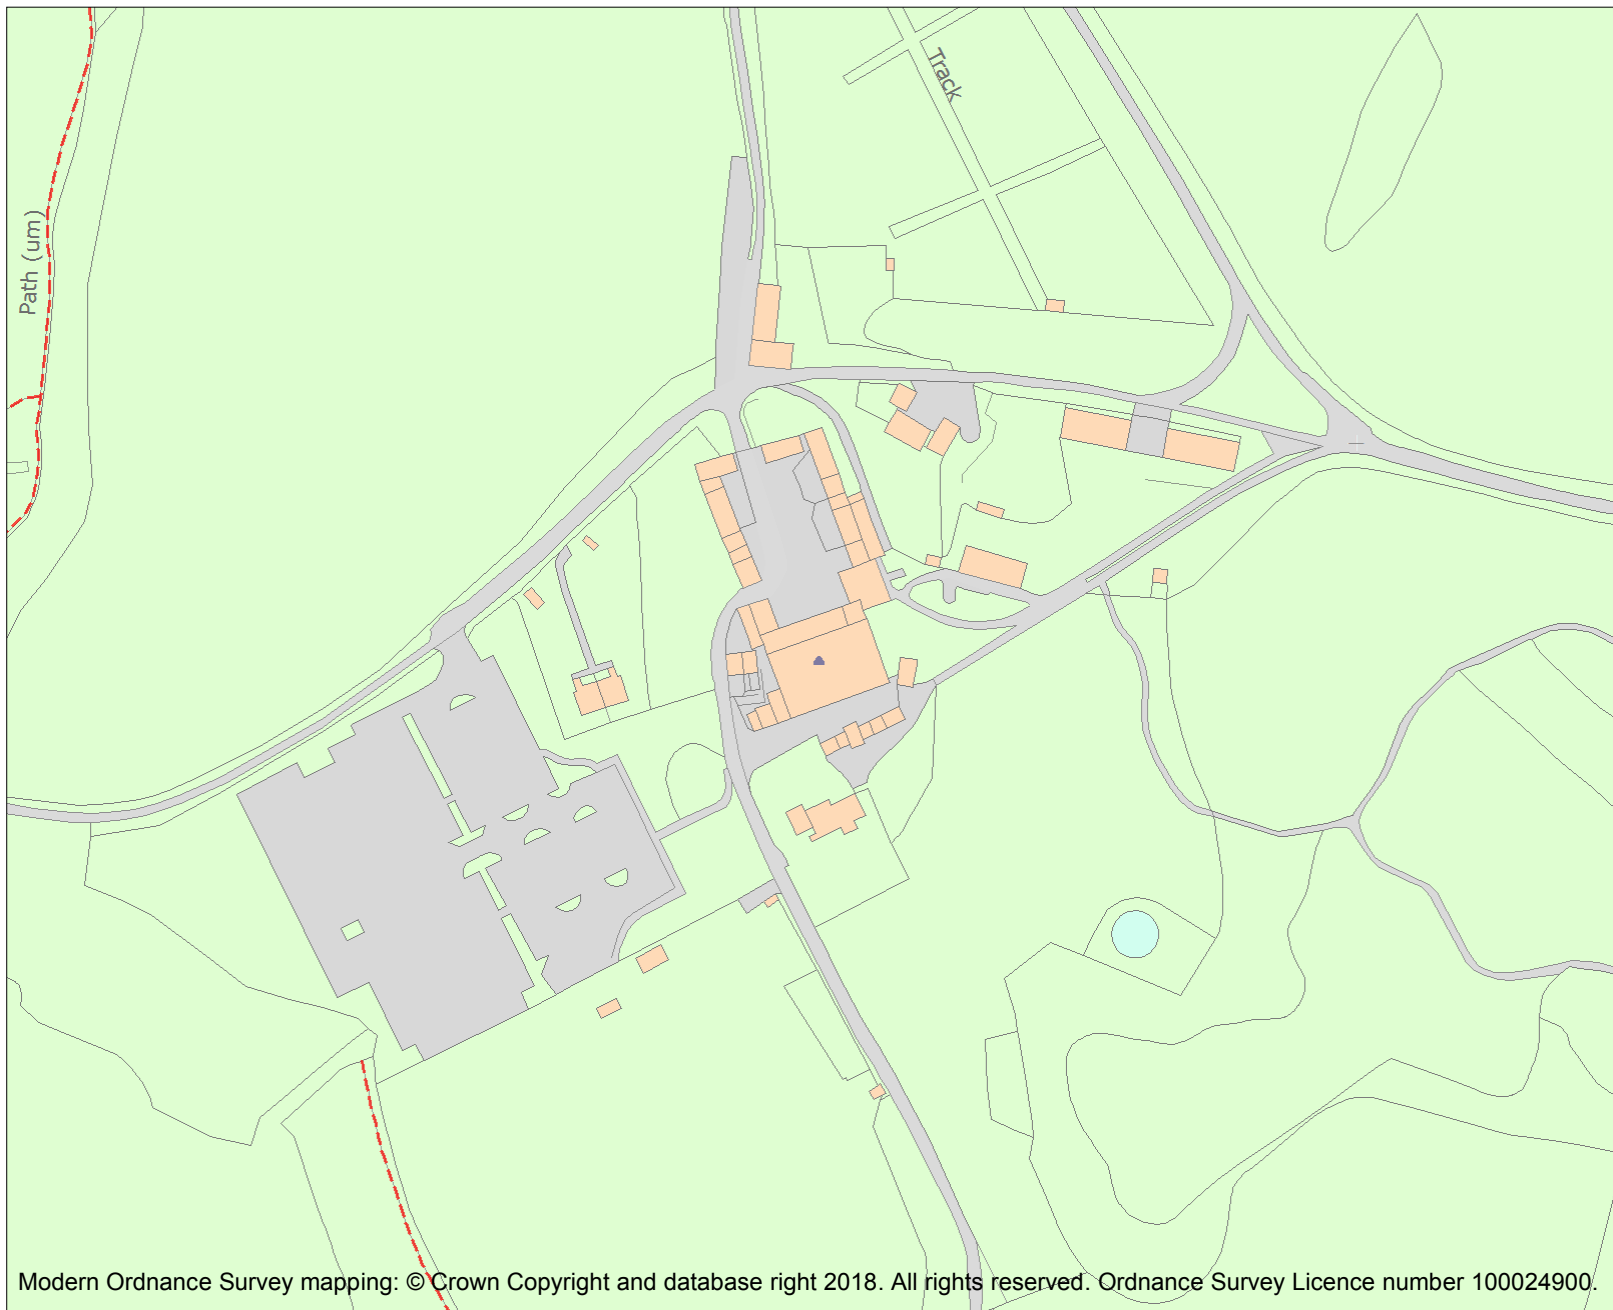 Track
Path (um)
Modern Ordnance Survey mapping: © Crown Copyright and database right 2018. All rights reserved. Ordnance Survey Licence number 100024900.